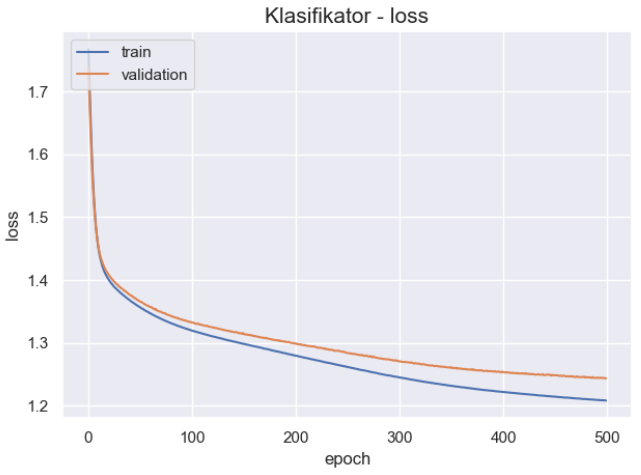 Klasifikator - loss
train
validation
loss
1.7
1.6
1.5
1.4
1.3
1.2
0 100 200 300 400 500
epoch